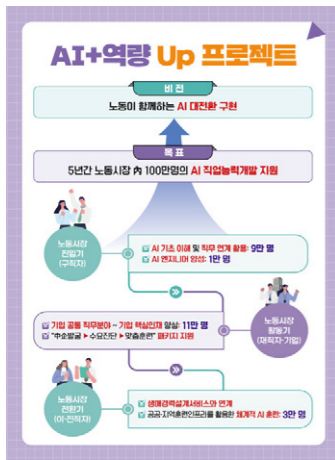 AI+역량 Up 프로젝트
비전
노동이 함께하는 AI 대전환 구현
목표
5년간 노동시장 內 100만명의 AI 직업능력개발 지원
노동시장
진입기
(구직자)
AI 기초 이해 및 직무 연계 활용: 9만 명
AI 엔지니어 양성: 1만 명
기업 공통 직무분야 ~ 기업 핵심인재 양성: 11만 명
"中企발굴 ▶ 수요진단 ▶ 맞춤훈련" 패키지 지원
노동시장
활동기
(재직자·기업)
노동시장
전환기
(이·전직자)
생애경력설계서비스와 연계
공공·지역훈련인프라를 활용한 체계적 AI 훈련: 3만 명